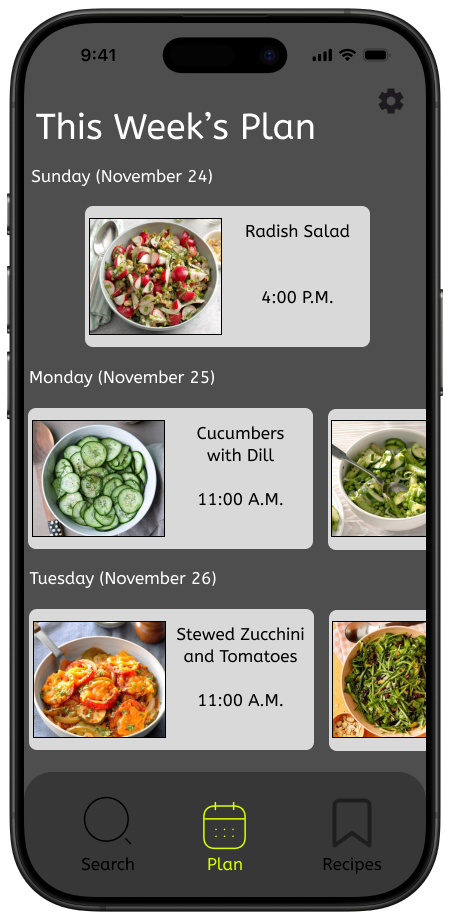 9:41
This Week’s Plan
Sunday (November 24)
Radish Salad
4:00 P.M.
Monday (November 25)
Cucumbers
with Dill
11:00 A.M.
Tuesday (November 26)
Stewed Zucchini
and Tomatoes
11:00 A.M.
Search
Plan
Recipes